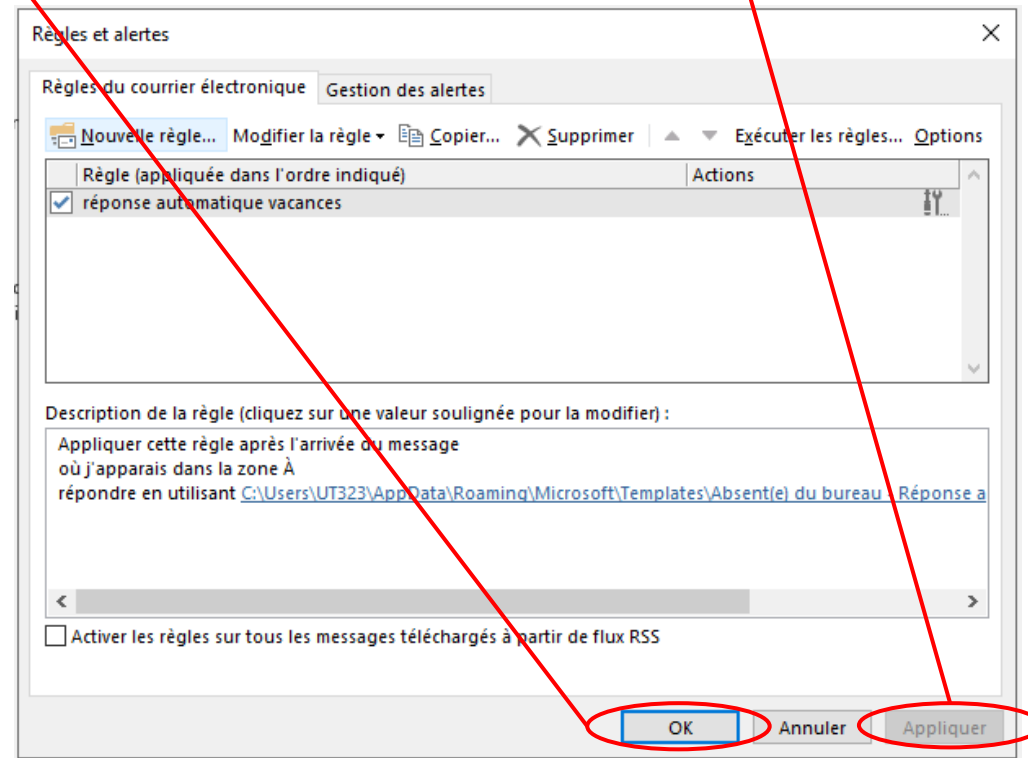 Règles et alertes
Règles du courrier électronique Gestion des alertes
Nouvelle règle... Modifier la règle Copier... Supprimer Exécuter les règles... Options
Règle (appliquée dans l'ordre indiqué) Actions
réponse automatique vacances
Description de la règle (cliquez sur une valeur soulignée pour la modifier) :
Appliquer cette règle après l'arrivée du message
où j'apparais dans la zone À
répondre en utilisant C:\Users\UT323\AppData\Roaming\Microsoft\Templates\Absent(e) du bureau - Réponse a
Activer les règles sur tous les messages téléchargés à partir de flux RSS
OK Annuler Appliquer